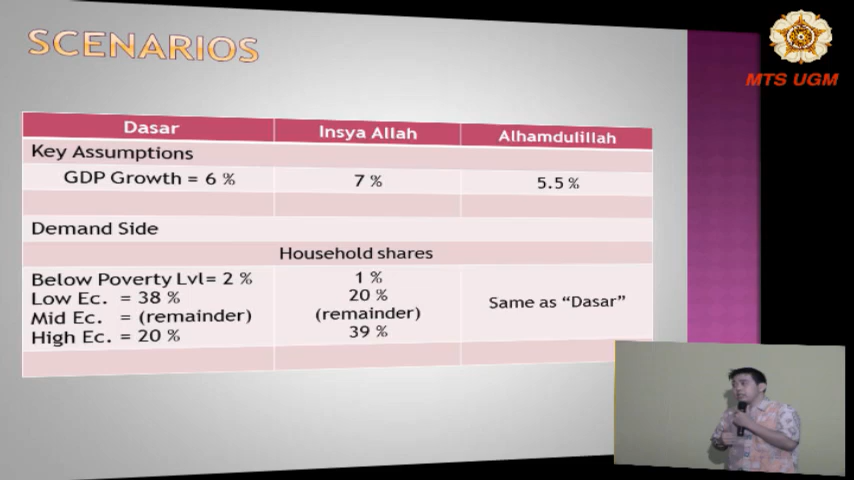 SCENARIOS
MTS UGM
Dasar Insya Allah Alhamdulillah
Key Assumptions
GDP Growth = 6 % 7 % 5.5 %
Demand Side
Household shares
Below Poverty Lvl= 2 % 1 %
Low Ec. = 38 % 20 % Same as “Dasar”
Mid Ec. = (remainder) (remainder)
High Ec. = 20 % 39 %